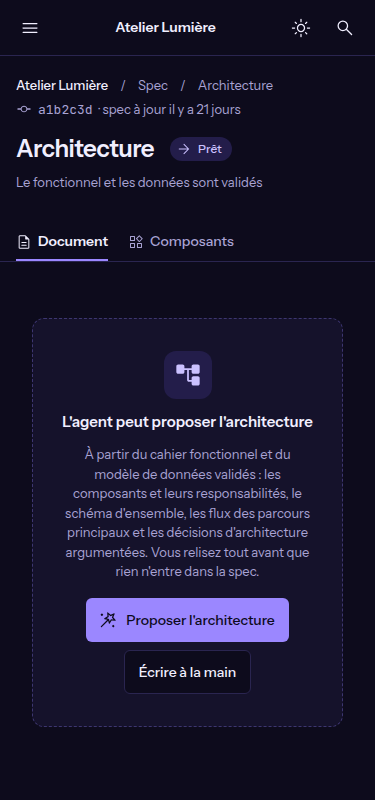 Atelier Lumière
Atelier Lumière / Spec / Architecture
a1b2c3d · spec à jour il y a 21 jours
Architecture → Prêt
Le fonctionnel et les données sont validés
Document Composants
L'agent peut proposer l'architecture
À partir du cahier fonctionnel et du
modèle de données validés : les
composants et leurs responsabilités, le
schéma d'ensemble, les flux des parcours
principaux et les décisions d'architecture
argumentées. Vous relisez tout avant que
rien n'entre dans la spec.
Proposer l'architecture
Écrire à la main